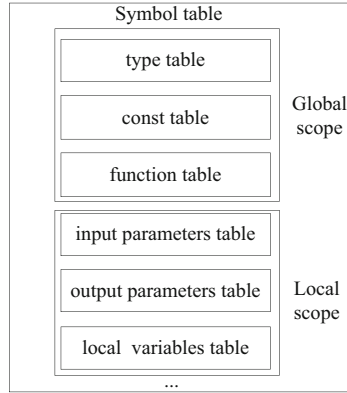 Symbol table
type table
const table
function table
Global
scope
input parameters table
output parameters table
local variables table
Local
scope
...